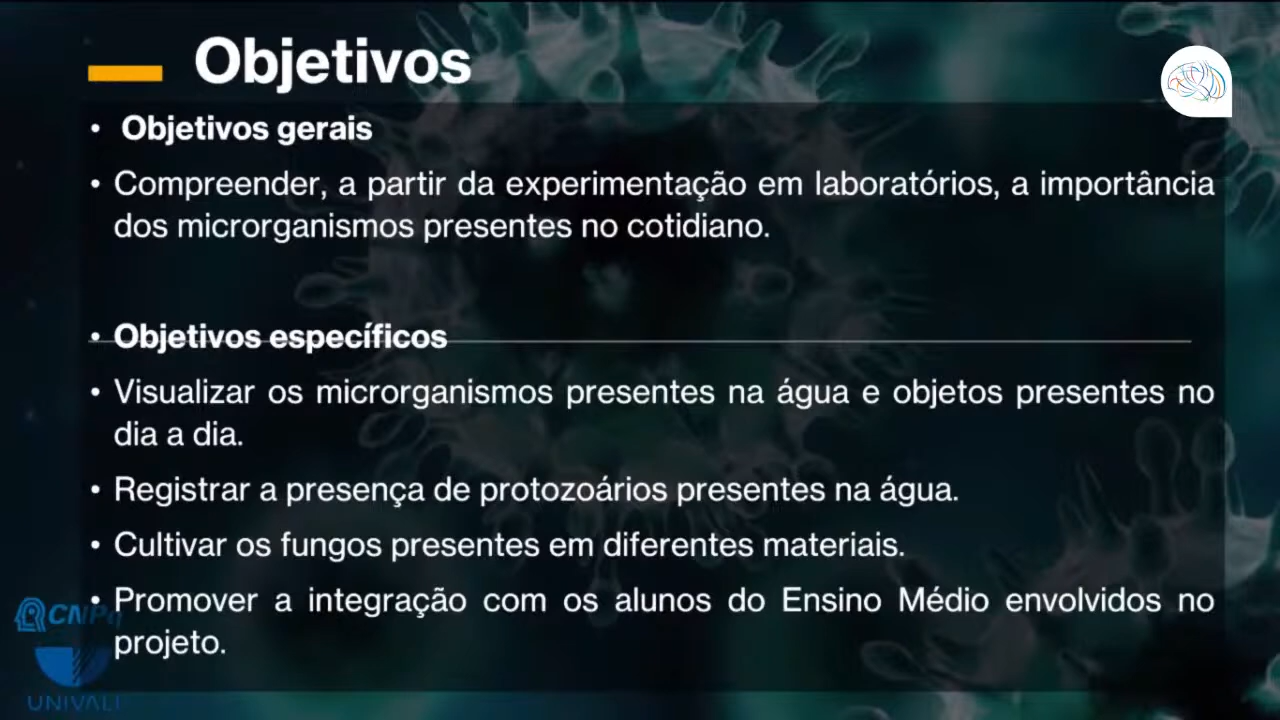 Objetivos
• Objetivos gerais
• Compreender, a partir da experimentação em laboratórios, a importância
dos microrganismos presentes no cotidiano.
• Objetivos específicos
• Visualizar os microrganismos presentes na água e objetos presentes no
dia a dia.
• Registrar a presença de protozoários presentes na água.
• Cultivar os fungos presentes em diferentes materiais.
• Promover a integração com os alunos do Ensino Médio envolvidos no
projeto.
CNPq
UNIVALI